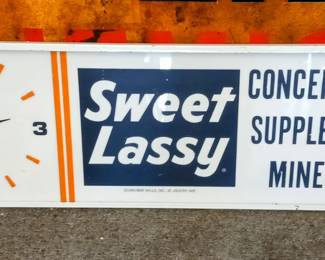 3
Sweet
Lassy
CONCE
SUPPLE
MINE